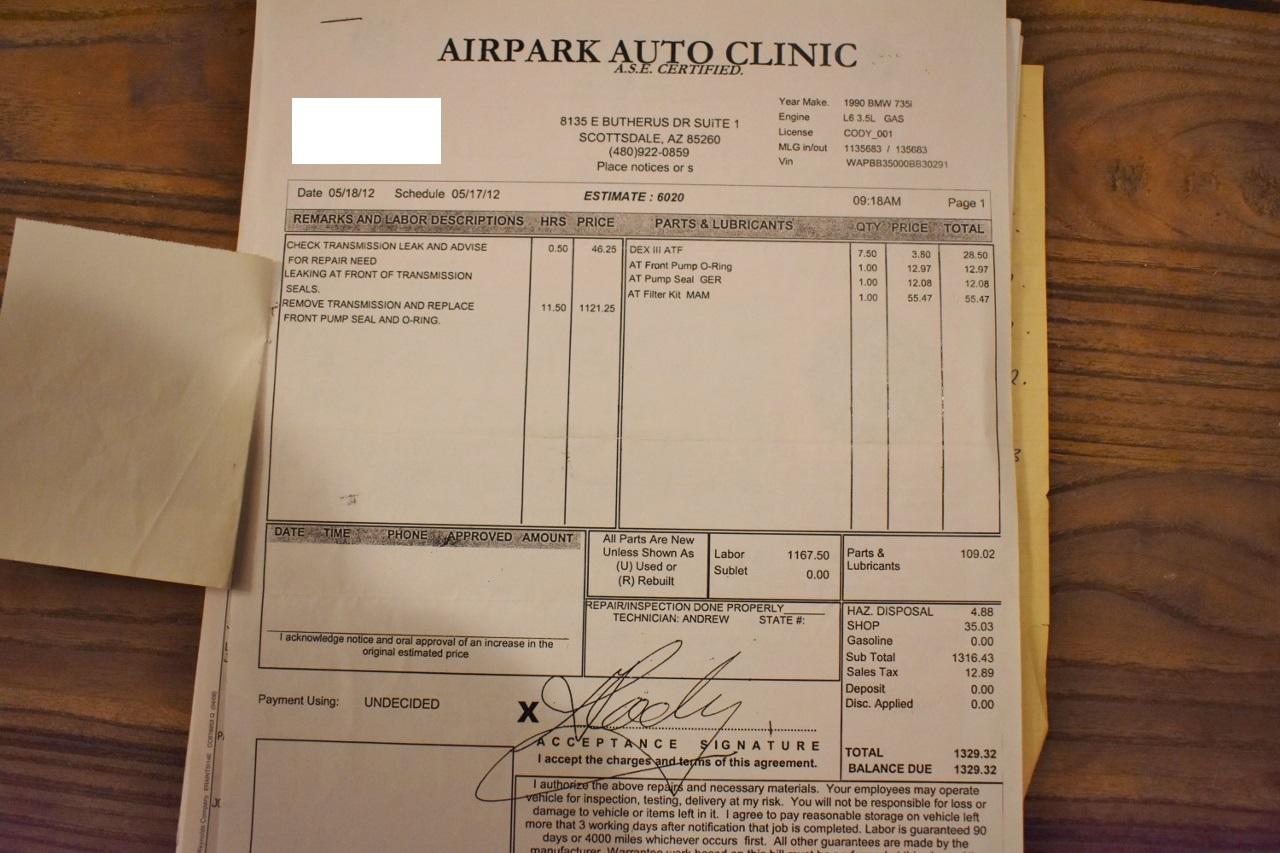 AIRPARK AUTO CLINIC
A.S.E. CERTIFIED.
8135 E BUTHERUS DR SUITE 1
SCOTTSDALE, AZ 85260
(480)922-0859
Place notices or s
Year Make. 1990 BMW 735i
Engine L6 3.5L GAS
License CODY_001
MLG in/out 1135683 / 135683
Vin WAPBB35000BB30291
Date 05/18/12 Schedule 05/17/12 ESTIMATE : 6020 09:18AM Page 1
REMARKS AND LABOR DESCRIPTIONS HRS PRICE PARTS & LUBRICANTS QTY PRICE TOTAL
CHECK TRANSMISSION LEAK AND ADVISE 0.50 46.25
FOR REPAIR NEED
LEAKING AT FRONT OF TRANSMISSION
SEALS.
REMOVE TRANSMISSION AND REPLACE 11.50 1121.25
FRONT PUMP SEAL AND O-RING.
DEX III ATF 7.50 3.80 28.50
AT Front Pump O-Ring 1.00 12.97 12.97
AT Pump Seal GER 1.00 12.08 12.08
AT Filter Kit MAM 1.00 55.47 55.47
DATE TIME PHONE APPROVED AMOUNT
I acknowledge notice and oral approval of an increase in the
original estimated price
All Parts Are New
Unless Shown As
(U) Used or
(R) Rebuilt
Labor 1167.50
Sublet 0.00
Parts & 109.02
Lubricants
REPAIR/INSPECTION DONE PROPERLY______
TECHNICIAN: ANDREW STATE #:
HAZ. DISPOSAL 4.88
SHOP 35.03
Gasoline 0.00
Sub Total 1316.43
Sales Tax 12.89
Deposit 0.00
Disc. Applied 0.00
TOTAL 1329.32
BALANCE DUE 1329.32
Payment Using: UNDECIDED
X
ACCEPTANCE SIGNATURE
I accept the charges and terms of this agreement.
I authorize the above repairs and necessary materials. Your employees may operate
vehicle for inspection, testing, delivery at my risk. You will not be responsible for loss or
damage to vehicle or items left in it. I agree to pay reasonable storage on vehicle left
more that 3 working days after notification that job is completed. Labor is guaranteed 90
days or 4000 miles whichever occurs first. All other guarantees are made by the